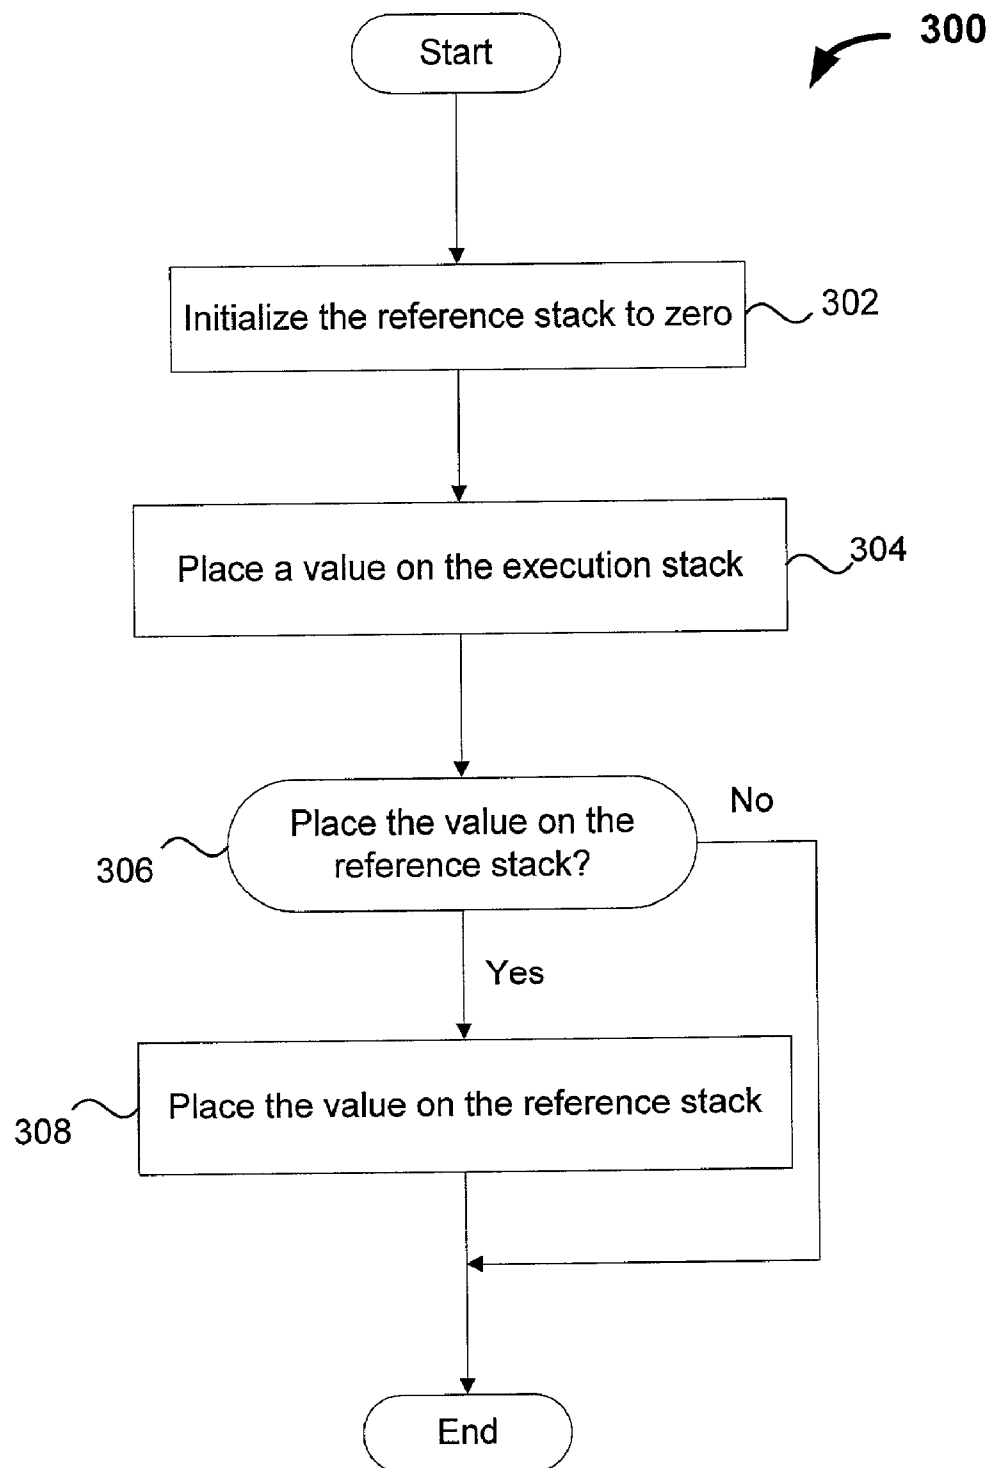 Start
300
Initialize the reference stack to zero
302
Place a value on the execution stack
304
Place the value on the
reference stack?
No
306
Yes
Place the value on the reference stack
308
End